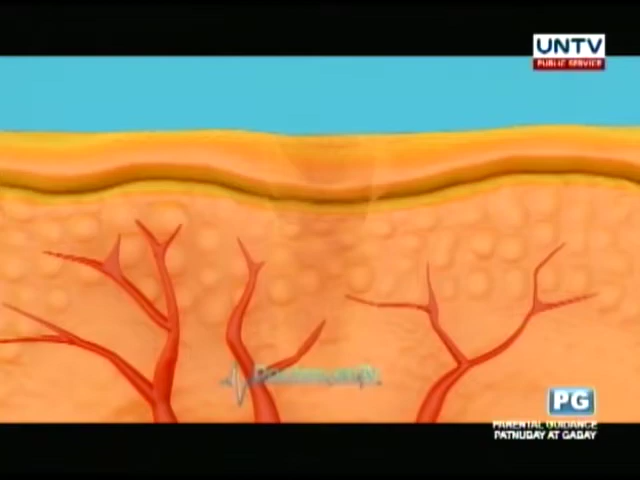 UNTV
PUBLIC SERVICE
PG
PARENTAL GUIDANCE
PATNUBAY AT GABAY